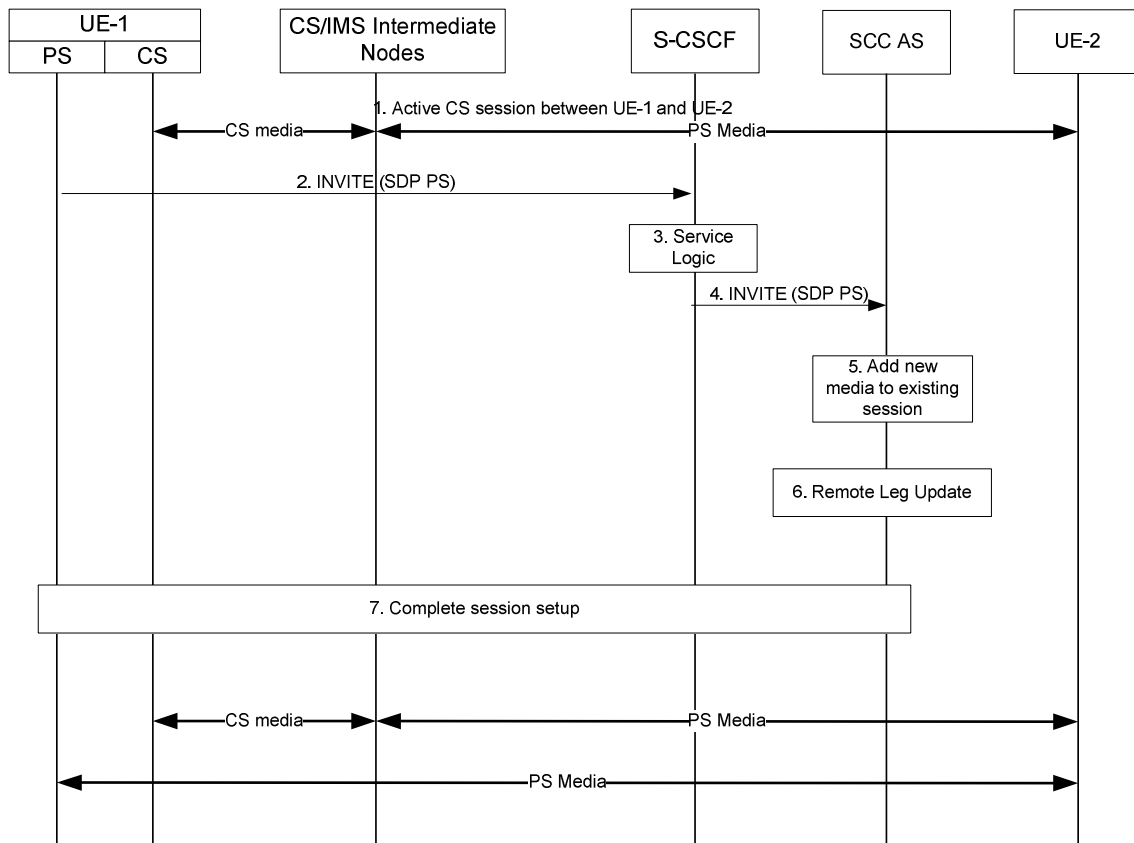 UE-1
PS
CS
CS/IMS Intermediate
Nodes
S-CSCF
SCC AS
UE-2
1. Active CS session between UE-1 and UE-2
CS media
PS Media
2. INVITE (SDP PS)
3. Service
Logic
4. INVITE (SDP PS)
5. Add new
media to existing
session
6. Remote Leg Update
7. Complete session setup
CS media
PS Media
PS Media